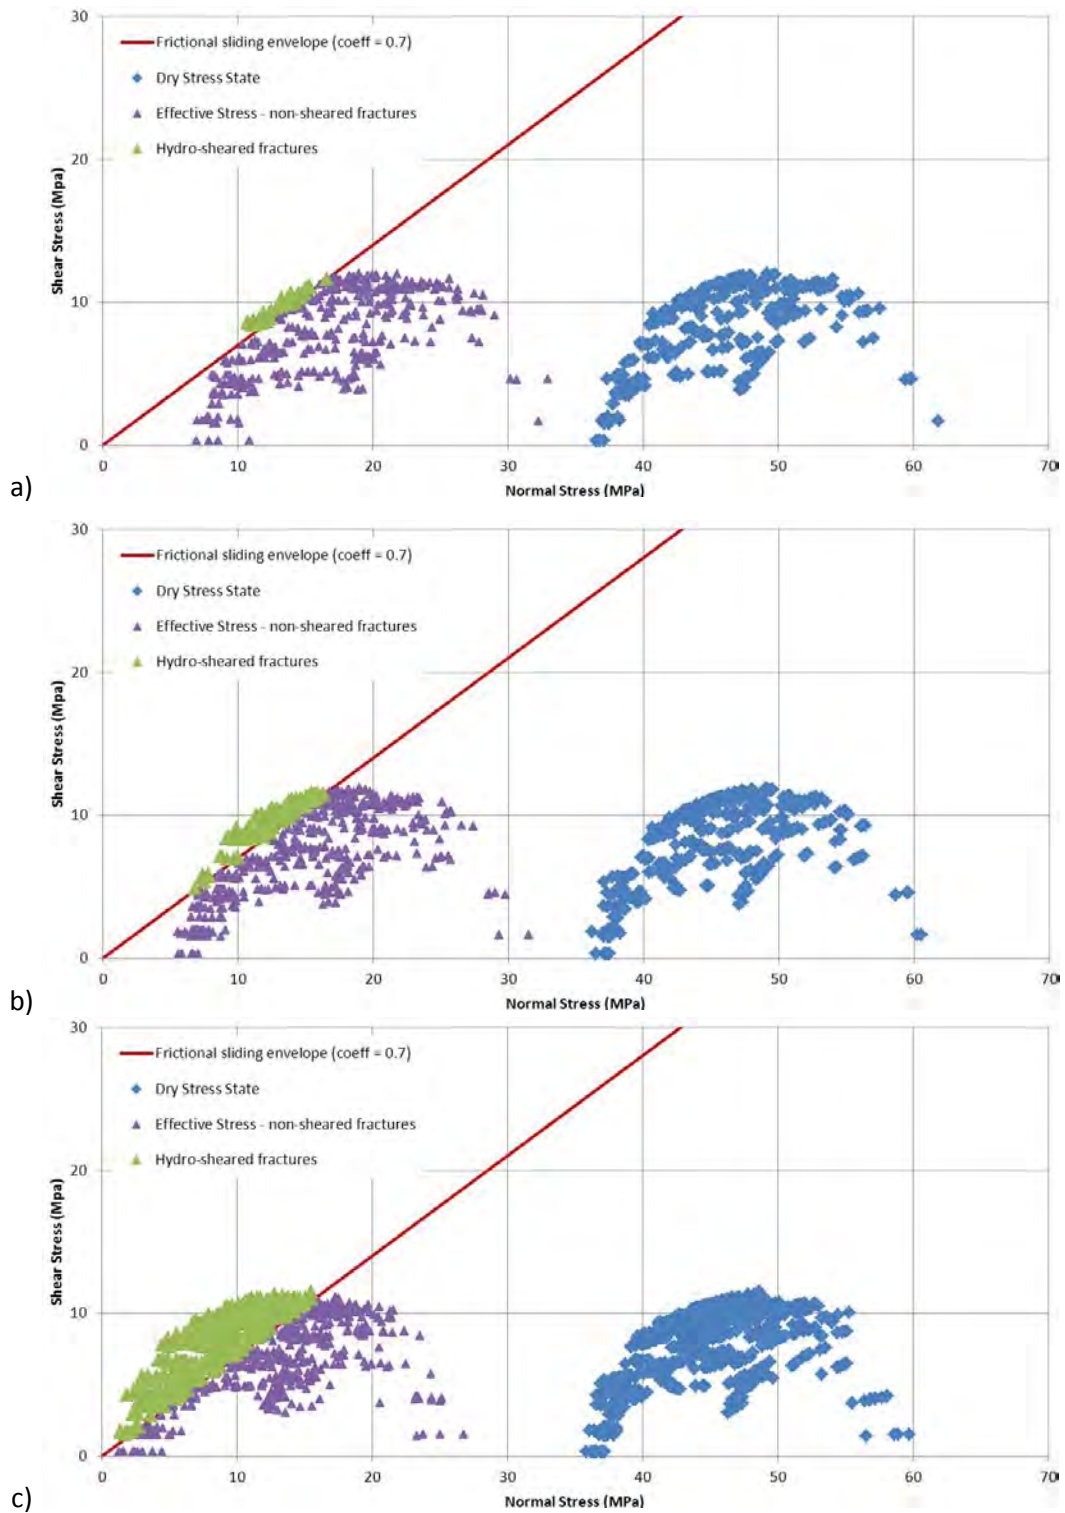 30
Frictional sliding envelope (coeff = 0.7)
Dry Stress State
Effective Stress - non-sheared fractures
Hydro-sheared fractures
20
Shear Stress (Mpa)
10
0
0 10 20 30 40 50 60 70
Normal Stress (MPa)
a)
30
Frictional sliding envelope (coeff = 0.7)
Dry Stress State
Effective Stress - non-sheared fractures
Hydro-sheared fractures
20
Shear Stress (Mpa)
10
0
0 10 20 30 40 50 60 70
Normal Stress (MPa)
b)
30
Frictional sliding envelope (coeff = 0.7)
Dry Stress State
Effective Stress - non-sheared fractures
Hydro-sheared fractures
20
Shear Stress (Mpa)
10
0
0 10 20 30 40 50 60 70
Normal Stress (MPa)
c)